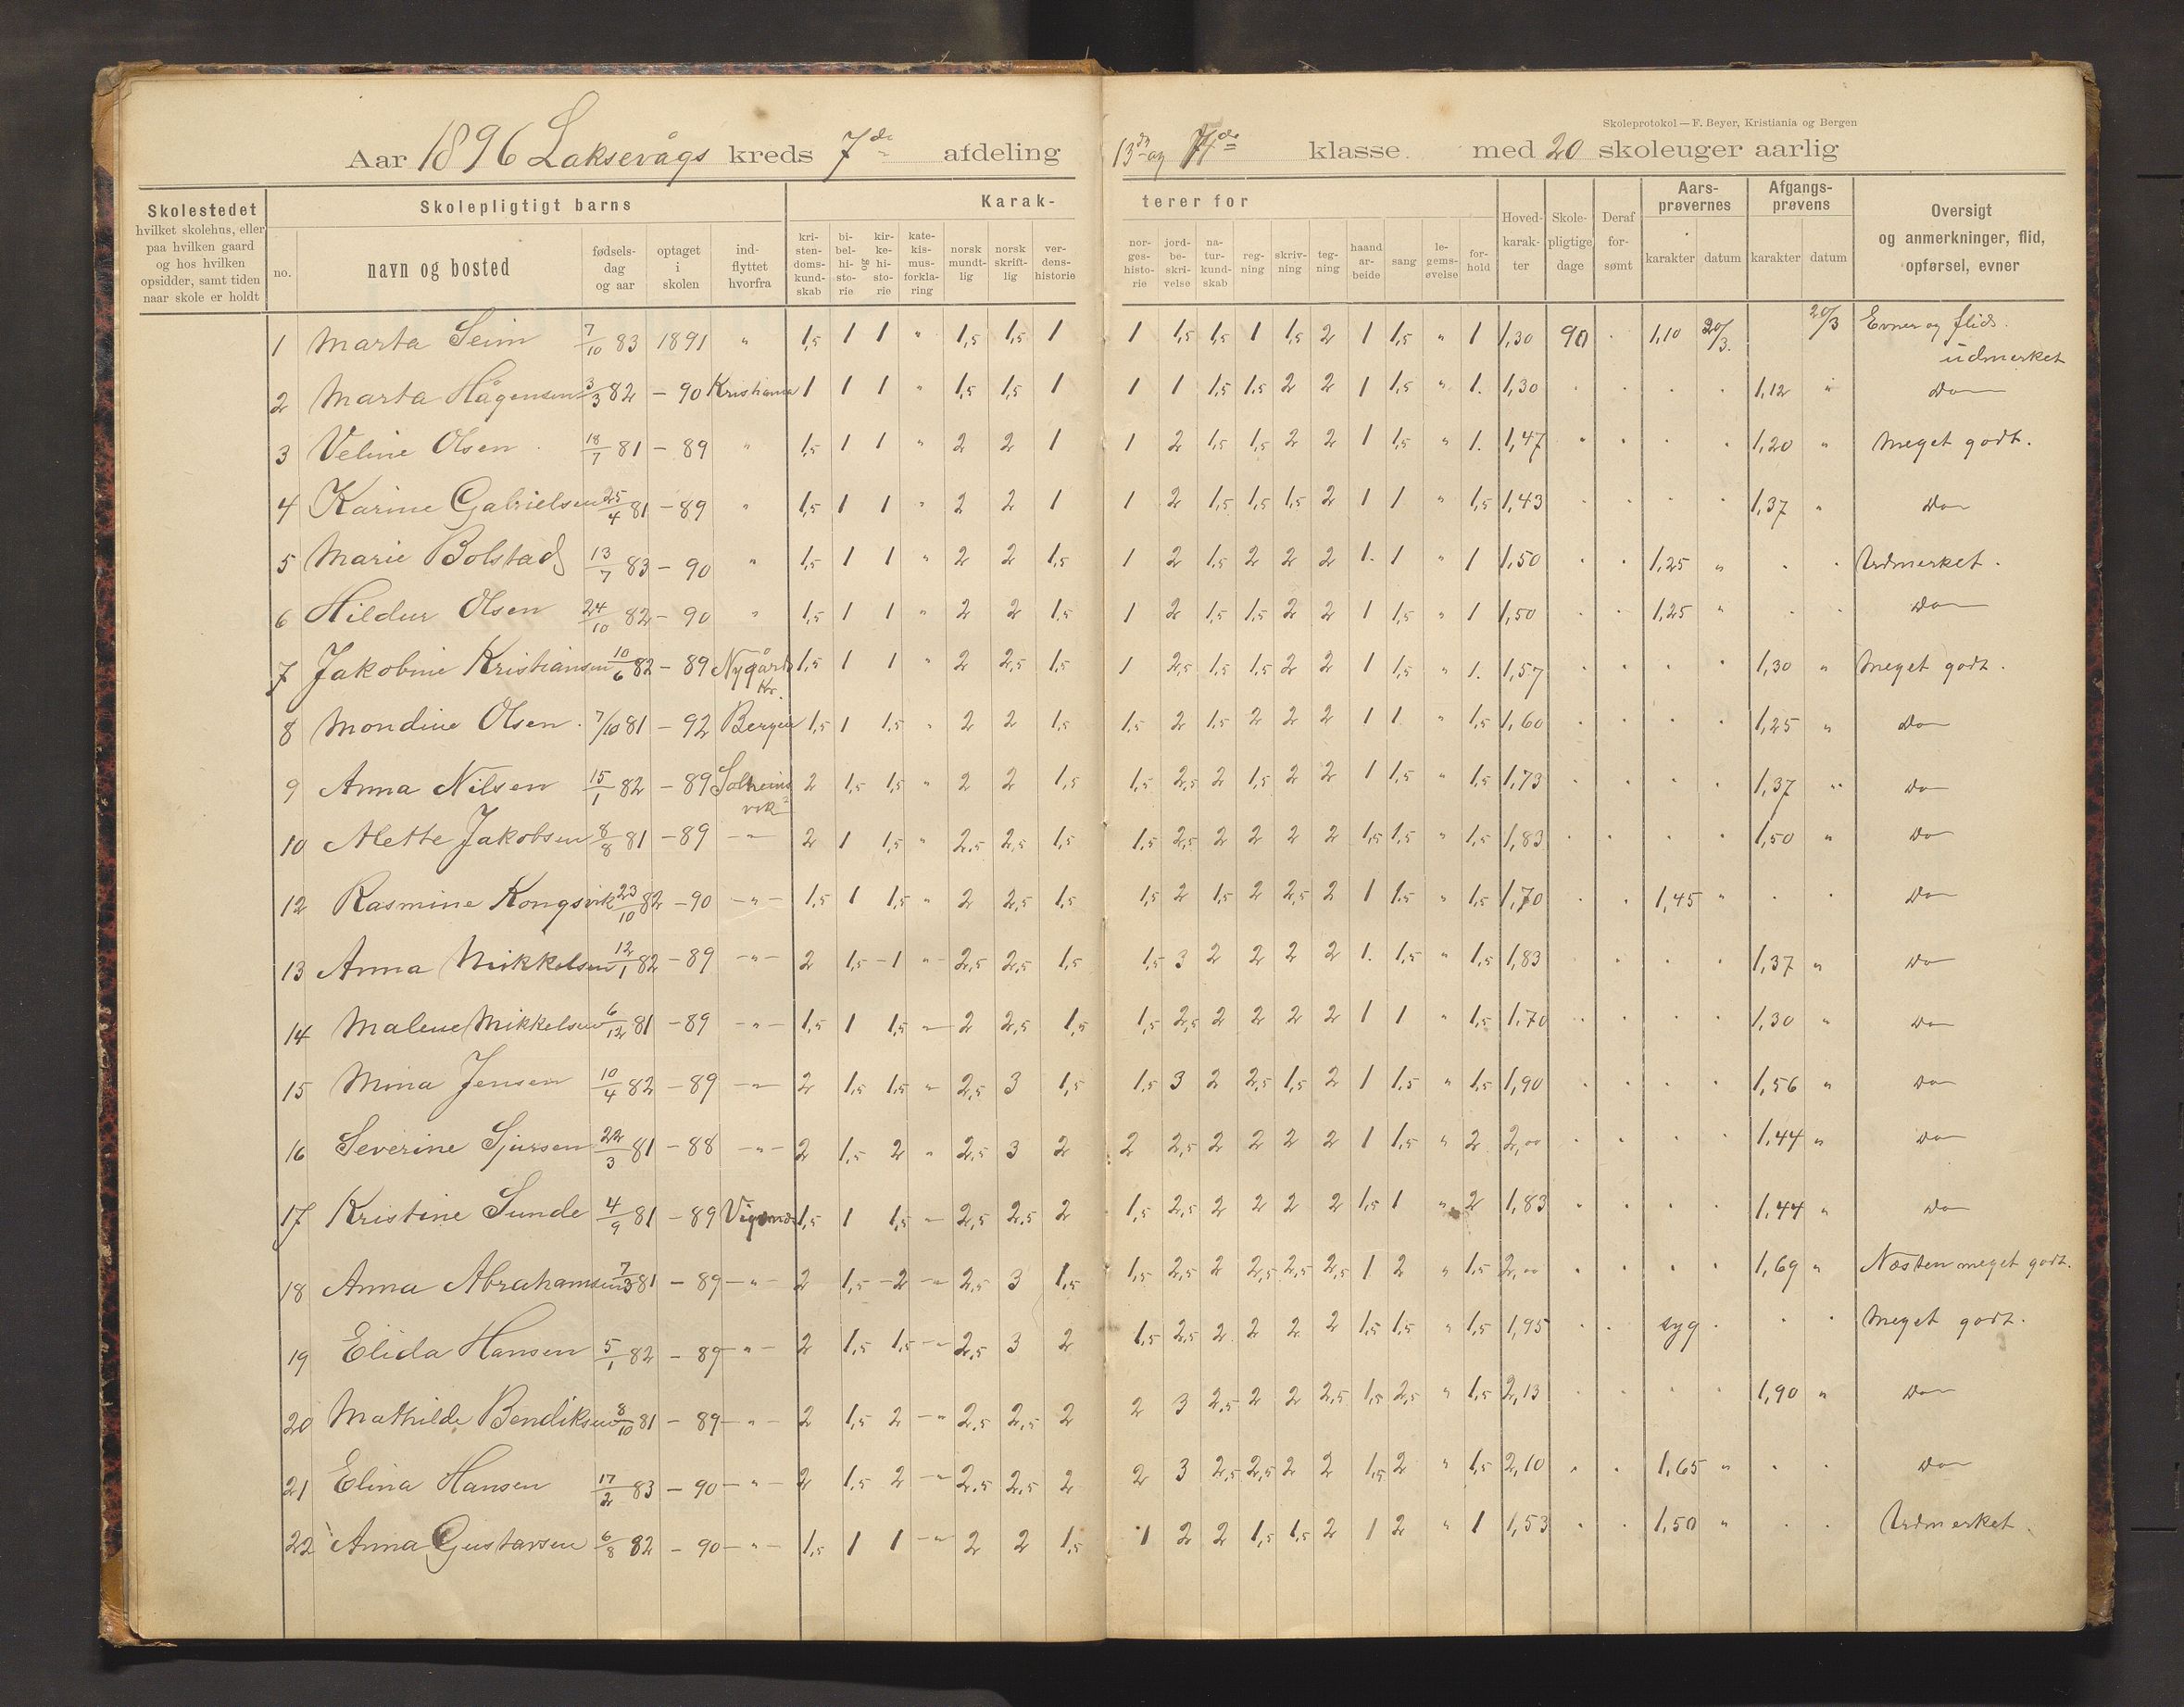 Skoleprotokol — F. Beyer, Kristiania og Bergen
Aar 1896 Laksevågs kreds 7de afdeling 13de og 14de klasse med 20 skoleuger aarlig
Skolestedet hvilket skolehus, eller paa hvilken gaard og hos hvilken opsidder, samt tiden naar skole er holdt
Skolepligtigt barns
no. navn og bosted fødselsdag og aar optaget i skolen indflyttet hvorfra
Karakterer for
kristendomskundskab bibelhistorie og kirkehistorie katekismusforklaring norsk mundtlig norsk skriftlig verdenshistorie norgeshistorie jordbeskrivelse naturkundskab regning skrivning tegning haandarbeide sang legemsøvelse forhold
Hovedkarakter Skolepligtige dage Deraf forsømt
Aarsprøvernes karakter datum Afgangsprøvens karakter datum
Oversigt og anmerkninger, flid, opførsel, evner
1 Marta Seim 7/10 83 1891 " 1,5 1 1 " 1,5 1,5 1 1 1,5 1,5 1 1,5 2 1 1,5 " 1 1,30 90 . 1,10 20/3. 20/3 Evner og flid. udmerket
2 Marta Hågensen 3/3 82 – 90 Kristiania 1 1 1 " 1,5 1,5 1 1 1 1,5 1,5 2 2 1 1,5 " 1. 1,30 . . . . 1,12 " Do
3 Veline Olsen 18/7 81 – 89 " 1,5 1 1 " 2 2 1 1 2 1,5 1,5 2 2 1 1,5 " 1. 1,47 " . . . 1,20 " Meget godt.
4 Karine Gabrielsen 25/4 81 – 89 " 1,5 1 1 " 2 2 1 1 2 1,5 1,5 1,5 2 1 1 " 1,5 1,43 . . . . 1,37 " Do
5 Marie Bolstad 13/7 83 – 90 " 1,5 1 1 " 2 2 1,5 1 2 1,5 2 2 2 1. 1 " 1 1,50 . . 1,25 " . . Udmerket.
6 Hildur Olsen 24/10 82 – 90 " 1,5 1 1 " 2 2 1,5 1 2 1,5 1,5 2 2 1 1,5 " 1 1,50 . . 1,25 " . . Do
7 Jakobine Kristiansen 10/6 82 – 89 Nygårds Kr. 1,5 1 1 " 2 2,5 1,5 1 2,5 1,5 1,5 2 2 1 1,5 " 1. 1,57 . . . . 1,30 " Meget godt.
8 Mondine Olsen. 7/10 81 – 92 Bergen 1,5 1 1,5 " 2 2 1,5 1,5 2 1,5 2 2 2 1 1 " 1,5 1,60 . . . . 1,25 " Do
9 Anna Nilsen 15/1 82 – 89 Solheims vik 2 1,5 1,5 " 2 2 1,5 1,5 2,5 2 1,5 2 2 1 1,5 " 1,5 1,73 . . . . 1,37 " Do
10 Mette Jakobsen 8/8 81 – 89 –"– 2 1 1,5 " 2,5 2,5 1,5 1,5 2,5 2 2 2 2 1,5 1,5 " 1,5 1,83 . . . . 1,50 " Do
12 Rasmine Kongsvik 23/10 82 – 90 –"– 1,5 1 1,5 " 2 2,5 1,5 1,5 2 1,5 2 2,5 2 1 1,5 " 1,5 1,70 . . 1,45 " . . Do
13 Anna Mikkelsen 12/1 82 – 89 –"– 2 1,5 –1 " 2,5 2,5 1,5 1,5 3 2 2 2 2 1. 1,5 " 1,5 1,83 . . . 1,37 " Do
14 Malene Mikkelsen 6/12 81 – 89 –"– 1,5 1 1,5 –"– 2 2,5 1,5 1,5 2,5 2 2 2 2 1 1 " 1,5 1,70 . . . . 1,30 " Do
15 Mina Jensen 10/4 82 – 89 –"– 2 1,5 1,5 " 2,5 3 1,5 1,5 3 2 2,5 1,5 2 1 1,5 " 1,5 1,90 . . . . 1,56 " Do
16 Severine Sjursen 22/3 81 – 88 –"– 2 1,5 2 " 2,5 3 2 2 2,5 2 2 2 2 1 1,5 " 2 2,00 . . . . 1,44 " Do
17 Kristine Sunde 4/9 81 – 89 1,5 1 1,5 –"– 2,5 2,5 2 1,5 2,5 2 2 2 2 1,5 1 " 2 1,83 . . . . 1,44 " Do
18 Anna Abrahamsen 7/3 81 – 89 –"– 2 1,5 –2 –"– 2,5 3 1,5 1,5 2,5 2 2,5 2,5 2,5 1 2 " 1,5 2,00 . . . . 1,69 " Næsten meget godt.
19 Elida Hansen 5/1 82 – 89 –"– 2 1,5 1,5 –"– 2,5 3 2 1,5 2,5 2 2 2 2 1,5 1,5 " 1,5 1,95 . . syg . . . Meget godt.
20 Mathilde Bendiksen 8/10 81 – 89 –"– 2 1,5 2 –"– 2,5 2,5 2 2 3 2,5 2 2 2,5 1,5 2,5 " 1,5 2,13 . . . . 1,90 " Do
21 Elina Hansen 17/2 83 – 90 –"– 2 1,5 2 –"– 2,5 2,5 2 2 3 2,5 2,5 2 2 1,5 2 " 1,5 2,10 . . 1,65 " . . Do
22 Anna Gustavsen 6/8 82 – 90 –"– 1,5 1 1 –"– 2 2 1,5 1 2 2 1,5 1,5 2 1 2 " 1 1,53 . . 1,50 " . . Udmerket.